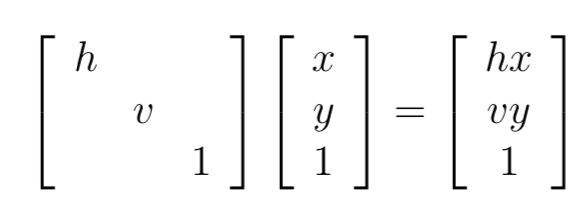 h x hx
v y = vy
1 1 1